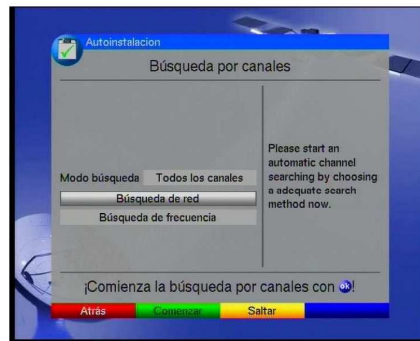 Autoinstalacion
Búsqueda por canales
Modo búsqueda Todos los canales
Búsqueda de red
Búsqueda de frecuencia
Please start an
automatic channel
searching by choosing
a adequate search
method now.
¡Comienza la búsqueda por canales con ok!
Atrás Comenzar Saltar